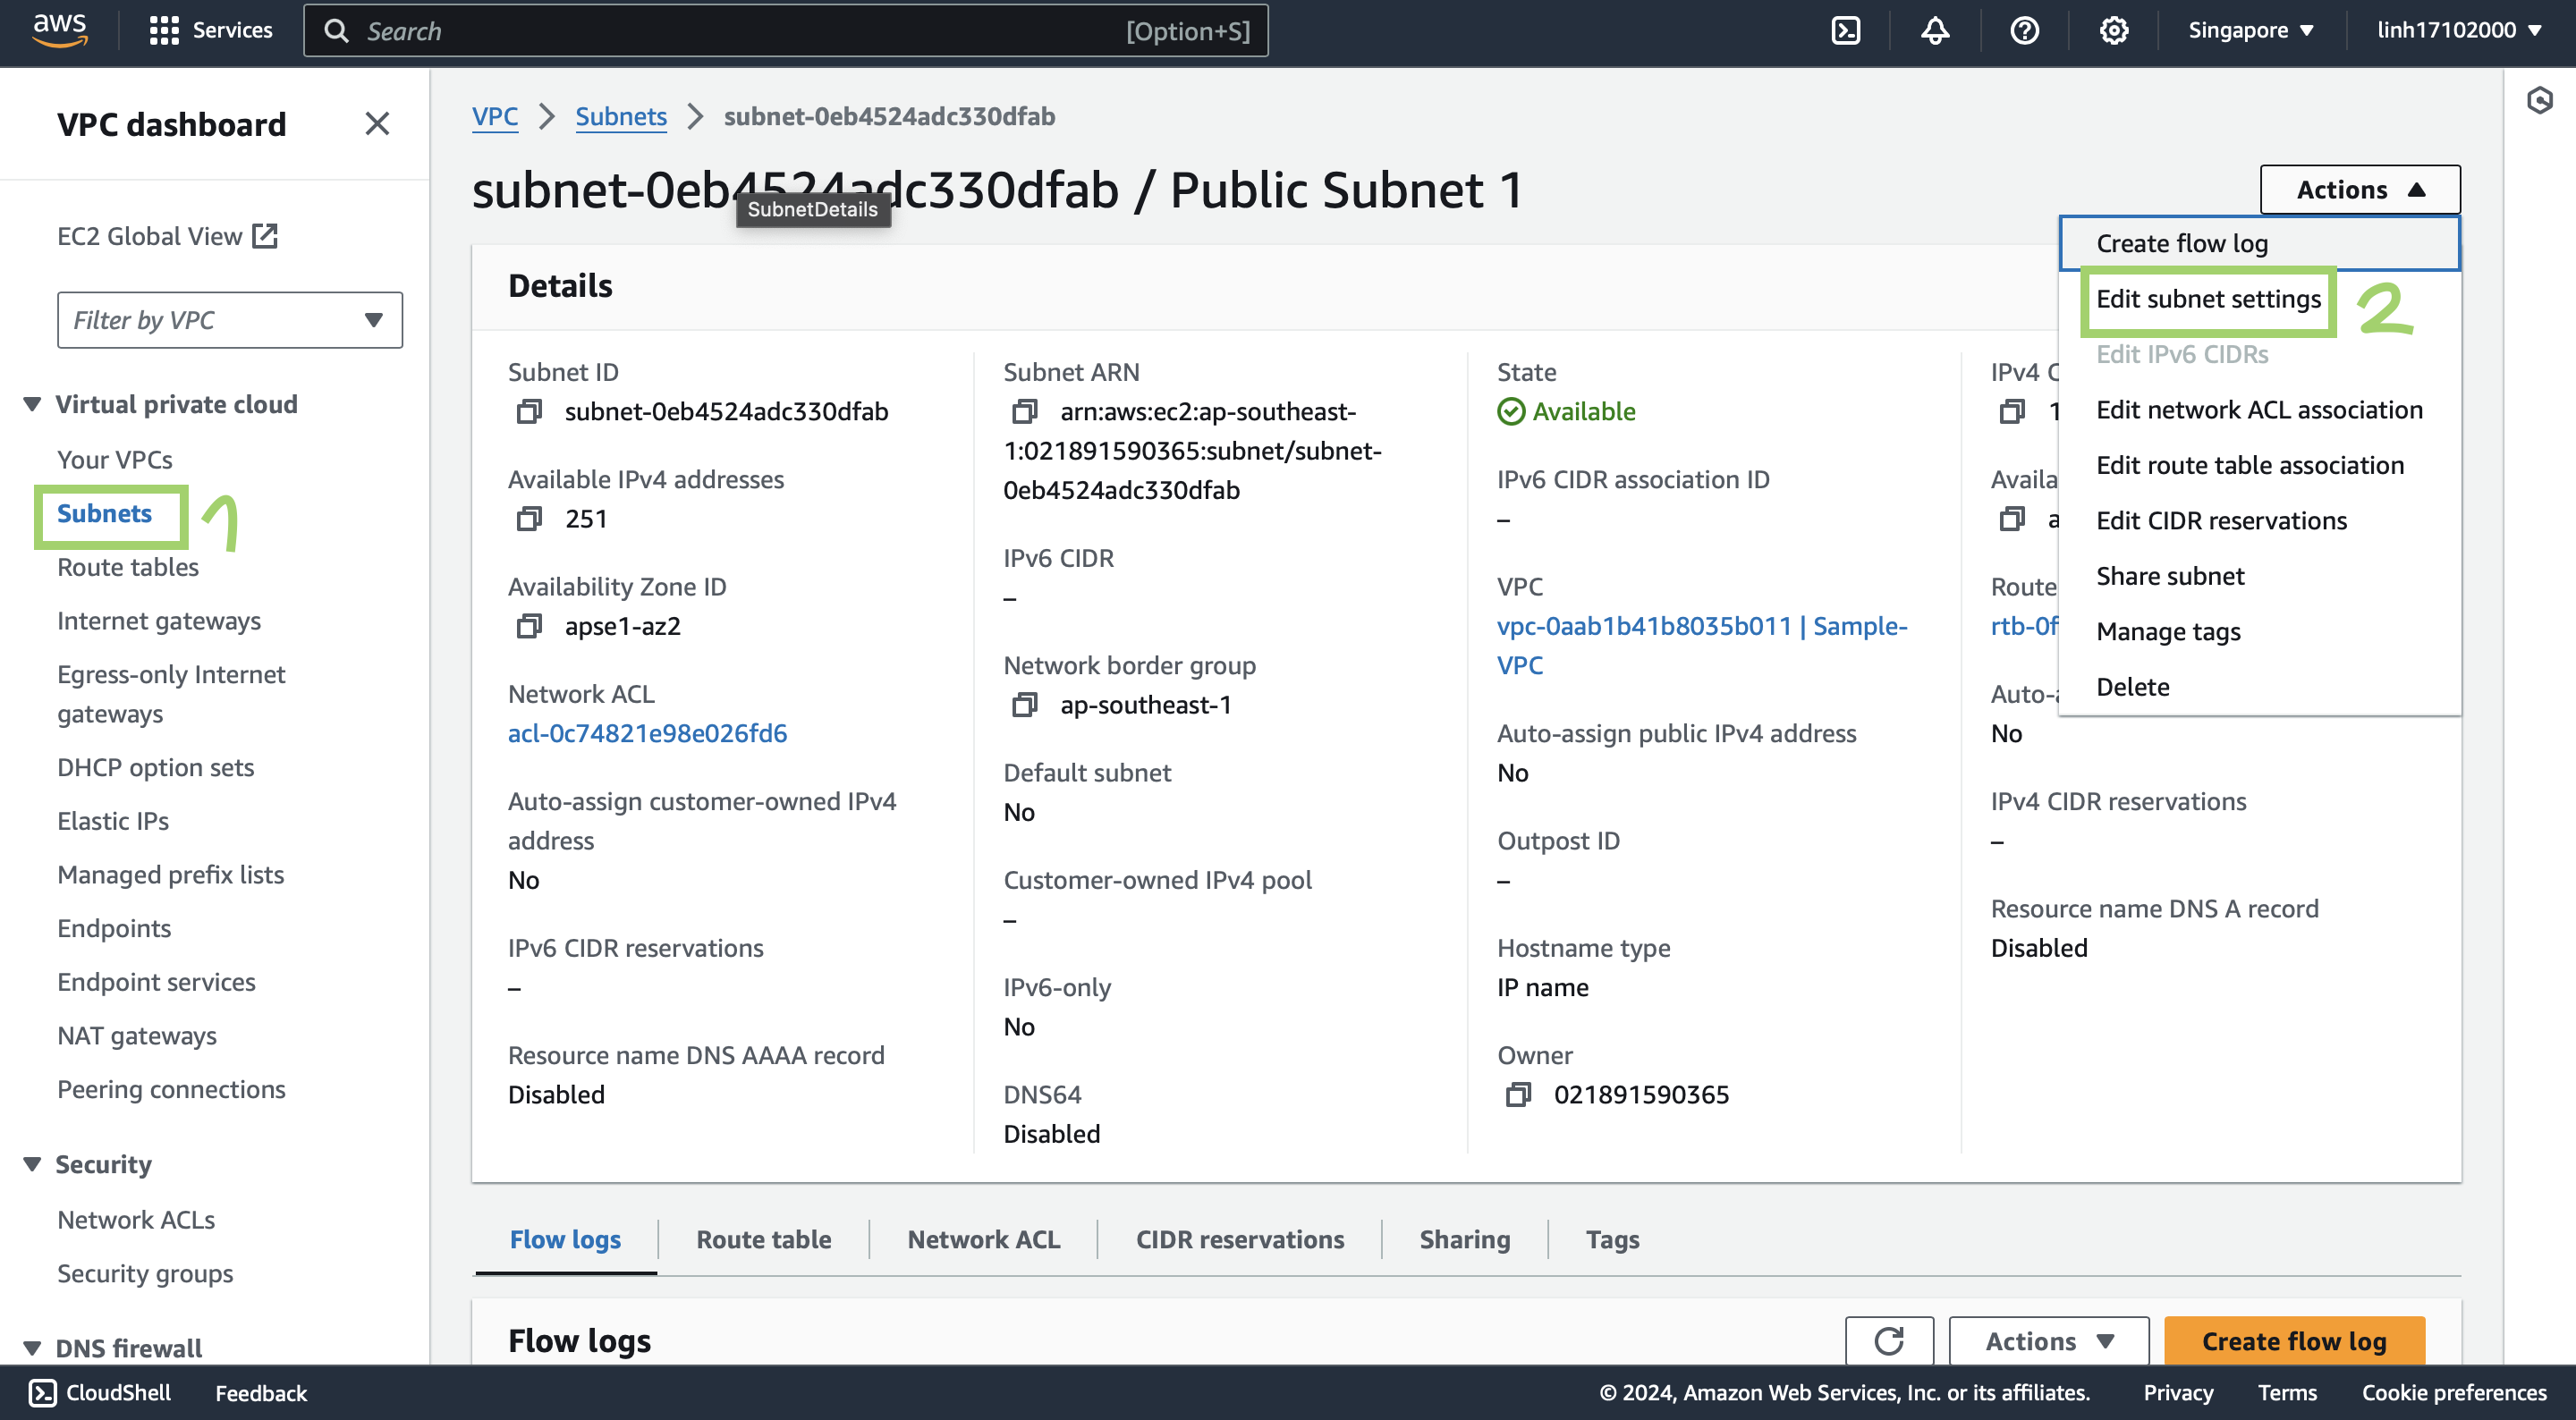 aws
Services
Search
[Option+S]
Singapore
linh17102000
VPC dashboard
EC2 Global View
Filter by VPC
Virtual private cloud
Your VPCs
Subnets
1
Route tables
Internet gateways
Egress-only Internet
gateways
DHCP option sets
Elastic IPs
Managed prefix lists
Endpoints
Endpoint services
NAT gateways
Peering connections
Security
Network ACLs
Security groups
DNS firewall
VPC
Subnets
subnet-0eb4524adc330dfab
subnet-0eb4524adc330dfab / Public Subnet 1
SubnetDetails
Actions
Create flow log
Edit subnet settings
2
Edit IPv6 CIDRs
Edit network ACL association
Edit route table association
Edit CIDR reservations
Share subnet
Manage tags
Delete
Details
Subnet ID
subnet-0eb4524adc330dfab
Available IPv4 addresses
251
Availability Zone ID
apse1-az2
Network ACL
acl-0c74821e98e026fd6
Auto-assign customer-owned IPv4
address
No
IPv6 CIDR reservations
–
Resource name DNS AAAA record
Disabled
Subnet ARN
arn:aws:ec2:ap-southeast-
1:021891590365:subnet/subnet-
0eb4524adc330dfab
IPv6 CIDR
–
Network border group
ap-southeast-1
Default subnet
No
Customer-owned IPv4 pool
–
IPv6-only
No
DNS64
Disabled
State
Available
IPv6 CIDR association ID
–
VPC
vpc-0aab1b41b8035b011 | Sample-
VPC
Auto-assign public IPv4 address
No
Outpost ID
–
Hostname type
IP name
Owner
021891590365
IPv4
Route
Auto-
No
IPv4 CIDR reservations
–
Resource name DNS A record
Disabled
Flow logs
Route table
Network ACL
CIDR reservations
Sharing
Tags
Flow logs
Actions
Create flow log
CloudShell
Feedback
© 2024, Amazon Web Services, Inc. or its affiliates.
Privacy
Terms
Cookie preferences